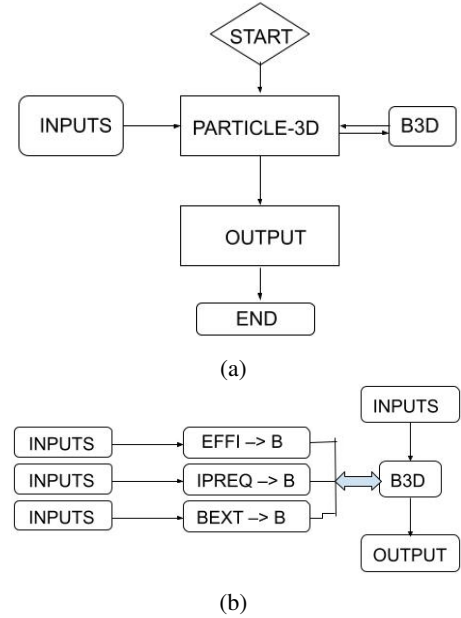 START
INPUTS
PARTICLE-3D
B3D
OUTPUT
END
(a)
INPUTS
INPUTS
EFFI –> B
INPUTS
IPREQ –> B
B3D
INPUTS
BEXT –> B
OUTPUT
(b)